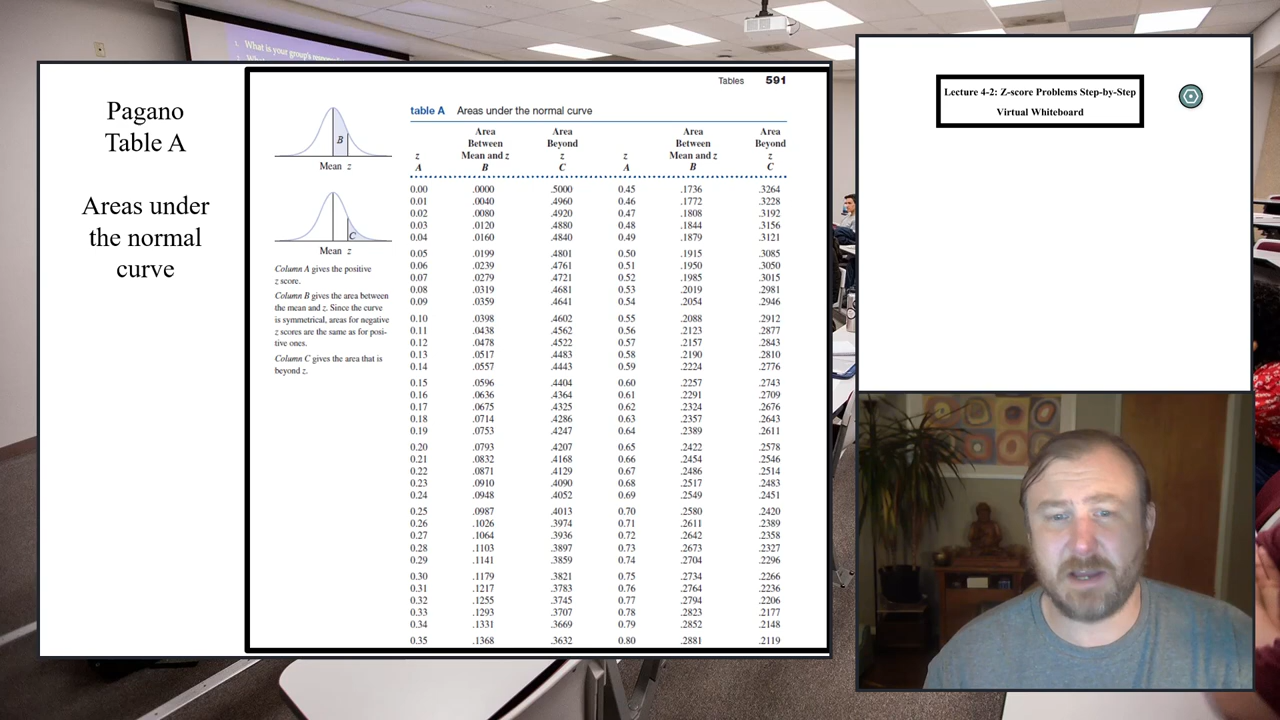 1. What is your group's
Pagano
Table A
Areas under
the normal
curve
Tables 591
table A Areas under the normal curve
B
Mean z
C
Mean z
Column A gives the positive
z score.
Column B gives the area between
the mean and z. Since the curve
is symmetrical, areas for negative
z scores are the same as for posi-
tive ones.
Column C gives the area that is
beyond z.
Area Area Area Area
Between Beyond Between Beyond
z Mean and z z z Mean and z z
A B C A B C
0.00 .0000 .5000 0.45 .1736 .3264
0.01 .0040 .4960 0.46 .1772 .3228
0.02 .0080 .4920 0.47 .1808 .3192
0.03 .0120 .4880 0.48 .1844 .3156
0.04 .0160 .4840 0.49 .1879 .3121
0.05 .0199 .4801 0.50 .1915 .3085
0.06 .0239 .4761 0.51 .1950 .3050
0.07 .0279 .4721 0.52 .1985 .3015
0.08 .0319 .4681 0.53 .2019 .2981
0.09 .0359 .4641 0.54 .2054 .2946
0.10 .0398 .4602 0.55 .2088 .2912
0.11 .0438 .4562 0.56 .2123 .2877
0.12 .0478 .4522 0.57 .2157 .2843
0.13 .0517 .4483 0.58 .2190 .2810
0.14 .0557 .4443 0.59 .2224 .2776
0.15 .0596 .4404 0.60 .2257 .2743
0.16 .0636 .4364 0.61 .2291 .2709
0.17 .0675 .4325 0.62 .2324 .2676
0.18 .0714 .4286 0.63 .2357 .2643
0.19 .0753 .4247 0.64 .2389 .2611
0.20 .0793 .4207 0.65 .2422 .2578
0.21 .0832 .4168 0.66 .2454 .2546
0.22 .0871 .4129 0.67 .2486 .2514
0.23 .0910 .4090 0.68 .2517 .2483
0.24 .0948 .4052 0.69 .2549 .2451
0.25 .0987 .4013 0.70 .2580 .2420
0.26 .1026 .3974 0.71 .2611 .2389
0.27 .1064 .3936 0.72 .2642 .2358
0.28 .1103 .3897 0.73 .2673 .2327
0.29 .1141 .3859 0.74 .2704 .2296
0.30 .1179 .3821 0.75 .2734 .2266
0.31 .1217 .3783 0.76 .2764 .2236
0.32 .1255 .3745 0.77 .2794 .2206
0.33 .1293 .3707 0.78 .2823 .2177
0.34 .1331 .3669 0.79 .2852 .2148
0.35 .1368 .3632 0.80 .2881 .2119
Lecture 4-2: Z-score Problems Step-by-Step
Virtual Whiteboard